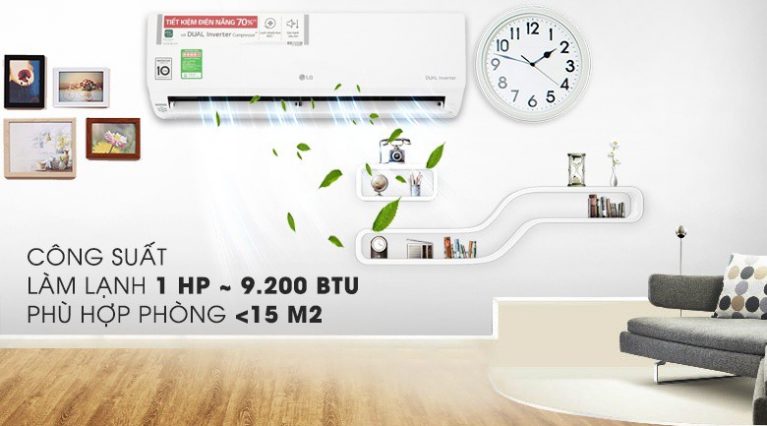 TIẾT KIỆM ĐIỆN NĂNG 70%
DUAL Inverter Compressor
10
LG
DUAL Inverter
12
1
2
3
4
5
6
7
8
9
10
11
CÔNG SUẤT
LÀM LẠNH 1 HP ~ 9.200 BTU
PHÙ HỢP PHÒNG <15 M2